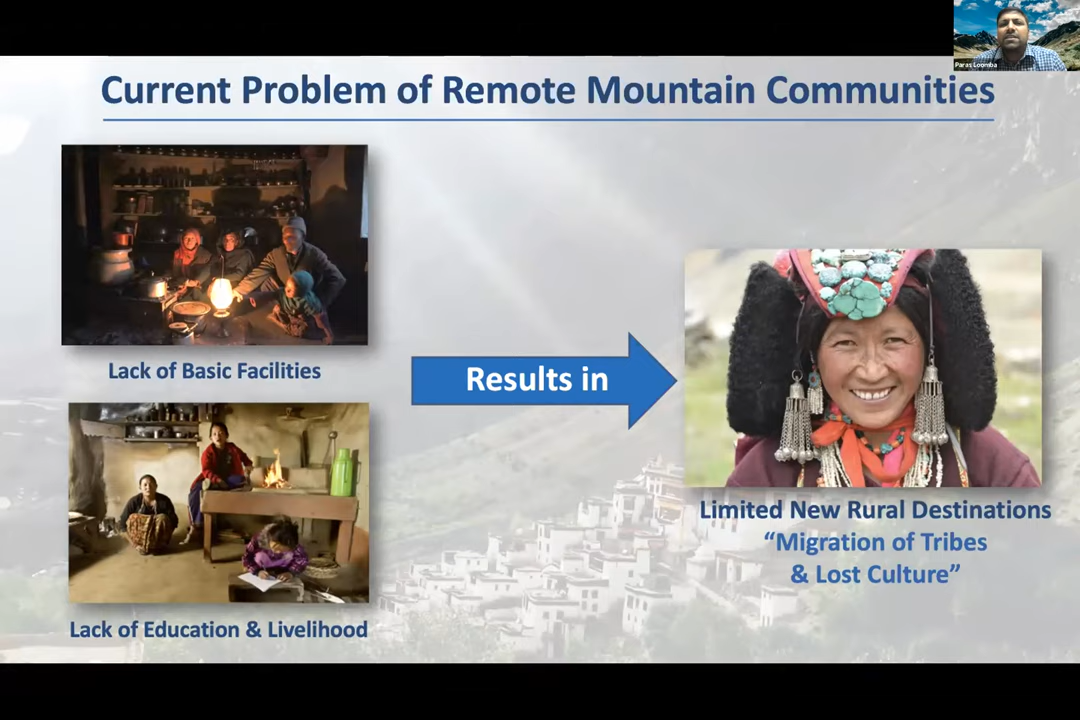 Paras Loomba
Current Problem of Remote Mountain Communities
Lack of Basic Facilities
Results in
Lack of Education & Livelihood
Limited New Rural Destinations
“Migration of Tribes
& Lost Culture”